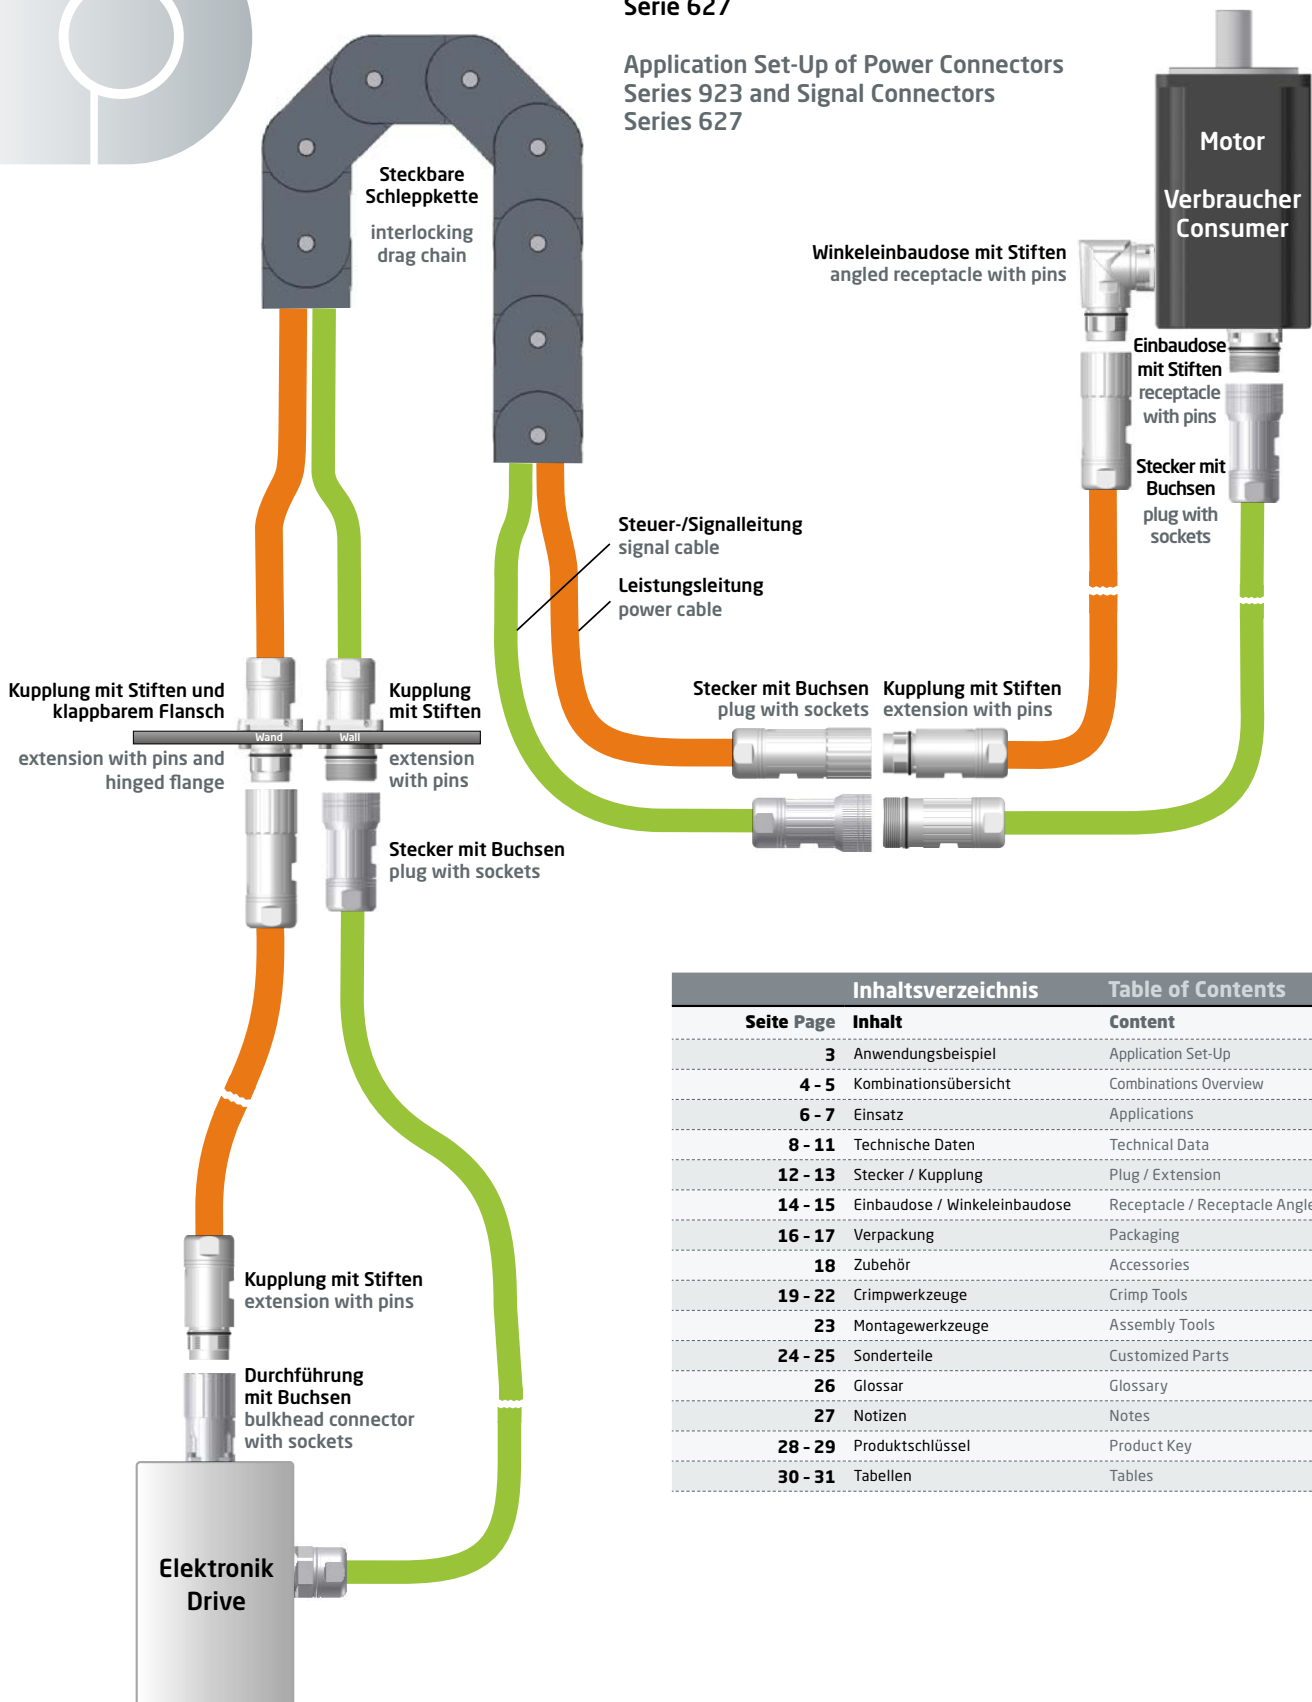 Serie 627
Application Set-Up of Power Connectors
Series 923 and Signal Connectors
Series 627
Motor
Verbraucher
Consumer
Steckbare
Schleppkette
interlocking
drag chain
Winkeleinbaudose mit Stiften
angled receptacle with pins
Einbaudose
mit Stiften
receptacle
with pins
Stecker mit
Buchsen
plug with
sockets
Steuer-/Signalleitung
signal cable
Leistungsleitung
power cable
Kupplung mit Stiften und
klappbarem Flansch
extension with pins and
hinged flange
Wand
Wall
Kupplung
mit Stiften
extension
with pins
Stecker mit Buchsen
plug with sockets
Kupplung mit Stiften
extension with pins
Stecker mit Buchsen
plug with sockets
Inhaltsverzeichnis Table of Contents
Seite Page Inhalt Content
3 Anwendungsbeispiel Application Set-Up
4 – 5 Kombinationsübersicht Combinations Overview
6 – 7 Einsatz Applications
8 – 11 Technische Daten Technical Data
12 – 13 Stecker / Kupplung Plug / Extension
14 – 15 Einbaudose / Winkeleinbaudose Receptacle / Receptacle Angle
16 – 17 Verpackung Packaging
18 Zubehör Accessories
19 – 22 Crimpwerkzeuge Crimp Tools
23 Montagewerkzeuge Assembly Tools
24 – 25 Sonderteile Customized Parts
26 Glossar Glossary
27 Notizen Notes
28 – 29 Produktschlüssel Product Key
30 – 31 Tabellen Tables
Kupplung mit Stiften
extension with pins
Durchführung
mit Buchsen
bulkhead connector
with sockets
Elektronik
Drive